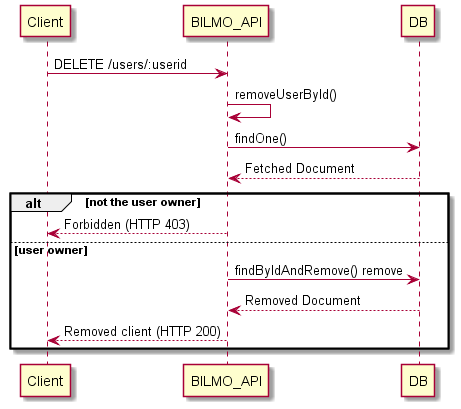 Client BILMO_API DB
DELETE /users/:userid
removeUserById()
findOne()
Fetched Document
alt [not the user owner]
Forbidden (HTTP 403)
[user owner]
findByIdAndRemove() remove
Removed Document
Removed client (HTTP 200)
Client BILMO_API DB